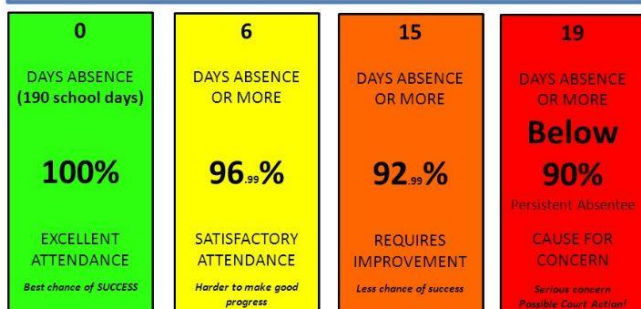 0
DAYS ABSENCE
(190 school days)
100%
EXCELLENT
ATTENDANCE
Best chance of SUCCESS
6
DAYS ABSENCE
OR MORE
96.99%
SATISFACTORY
ATTENDANCE
Harder to make good
progress
15
DAYS ABSENCE
OR MORE
92.99%
REQUIRES
IMPROVEMENT
Less chance of success
19
DAYS ABSENCE
OR MORE
Below
90%
Persistent Absentee
CAUSE FOR
CONCERN
Serious concern
Possible Court Action!